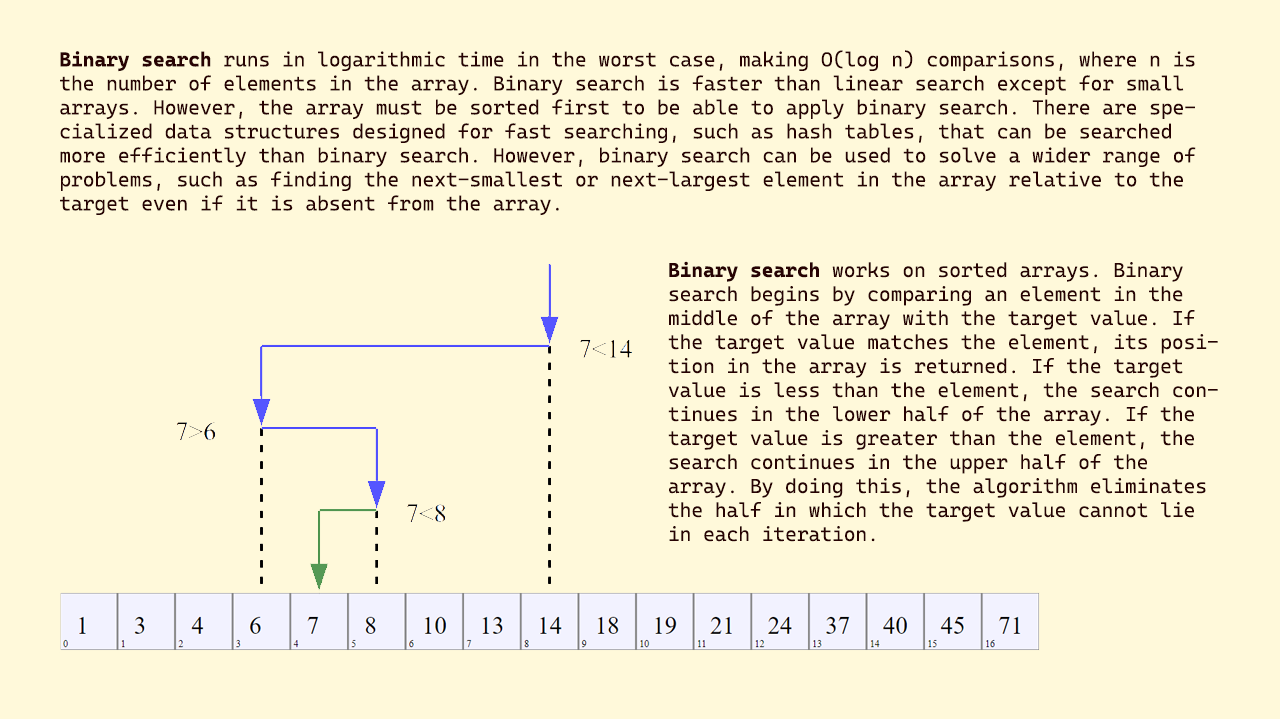 Binary search runs in logarithmic time in the worst case, making O(log n) comparisons, where n is
the number of elements in the array. Binary search is faster than linear search except for small
arrays. However, the array must be sorted first to be able to apply binary search. There are spe-
cialized data structures designed for fast searching, such as hash tables, that can be searched
more efficiently than binary search. However, binary search can be used to solve a wider range of
problems, such as finding the next-smallest or next-largest element in the array relative to the
target even if it is absent from the array.
Binary search works on sorted arrays. Binary
search begins by comparing an element in the
middle of the array with the target value. If
the target value matches the element, its posi-
tion in the array is returned. If the target
value is less than the element, the search con-
tinues in the lower half of the array. If the
target value is greater than the element, the
search continues in the upper half of the
array. By doing this, the algorithm eliminates
the half in which the target value cannot lie
in each iteration.
7<14
7>6
7<8
1 3 4 6 7 8 10 13 14 18 19 21 24 37 40 45 71
0 1 2 3 4 5 6 7 8 9 10 11 12 13 14 15 16